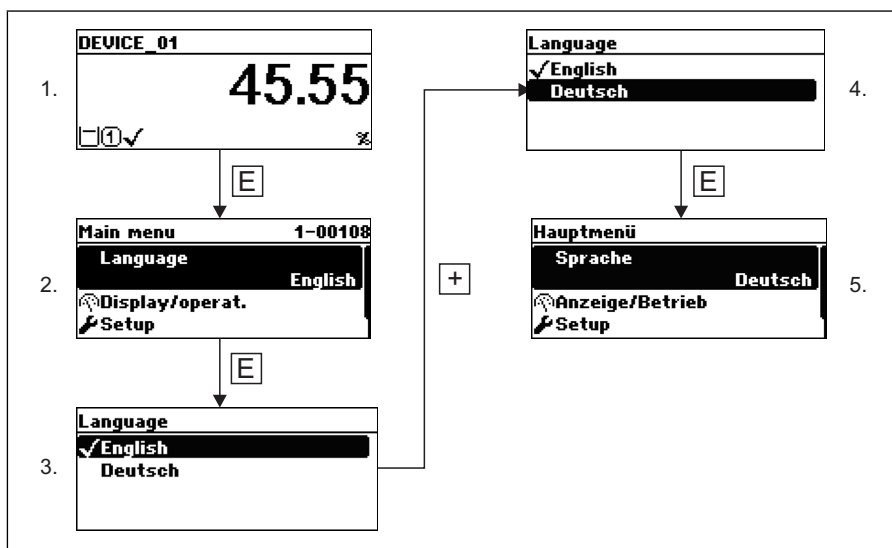 1.
DEVICE_01
45.55
1
%
E
2.
Main menu 1-00108
Language
English
Display/operat.
Setup
E
3.
Language
✓English
Deutsch
+
4.
Language
✓English
Deutsch
E
5.
Hauptmenü
Sprache
Deutsch
Anzeige/Betrieb
Setup